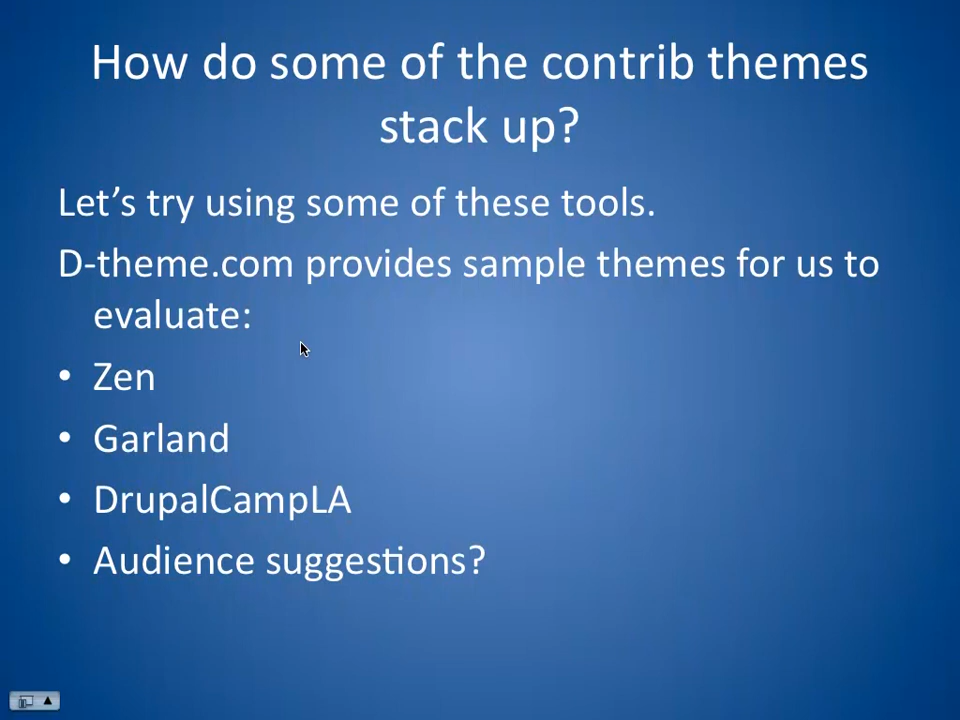 How do some of the contrib themes
stack up?
Let’s try using some of these tools.
D-theme.com provides sample themes for us to
evaluate:
• Zen
• Garland
• DrupalCampLA
• Audience suggestions?